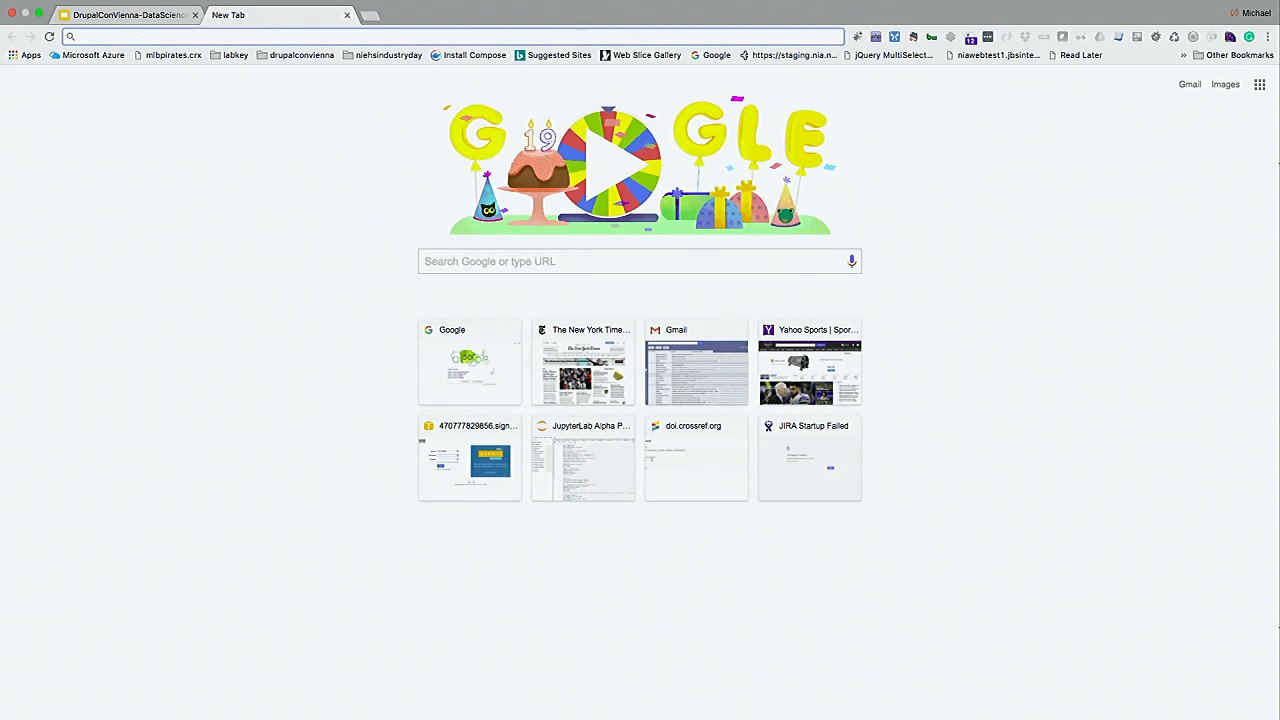 DrupalConVienna-DataScienc
New Tab
Michael
Apps
Microsoft Azure
mlbpirates.crx
labkey
drupalconvienna
niehsindustryday
Install Compose
Suggested Sites
Web Slice Gallery
Google
https://staging.nia.n...
jQuery MultiSelect...
niawebtest1.jbsinte...
Read Later
»
Other Bookmarks
Gmail
Images
G 19 GLE
Search Google or type URL
Google
The New York Time...
Gmail
Yahoo Sports | Spor...
470777829856.sign...
JupyterLab Alpha P...
doi.crossref.org
JIRA Startup Failed